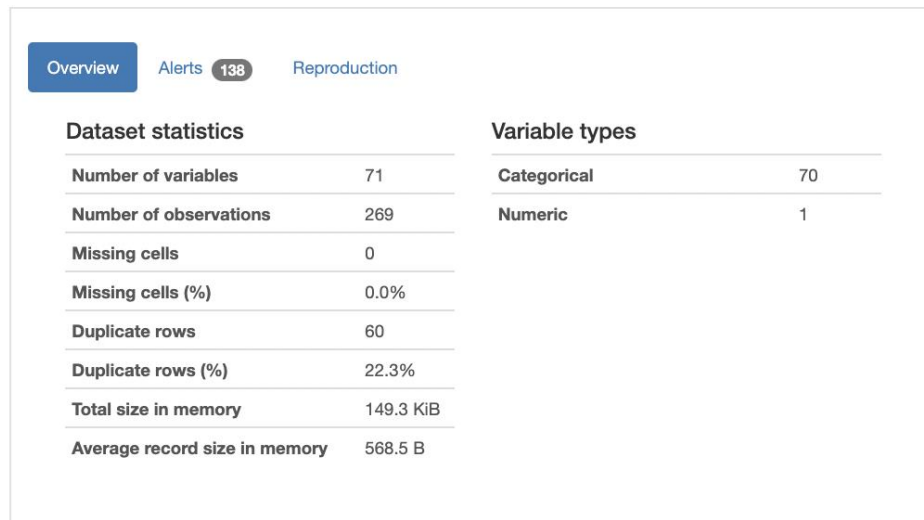 Overview Alerts 138 Reproduction
Dataset statistics
Number of variables 71
Number of observations 269
Missing cells 0
Missing cells (%) 0.0%
Duplicate rows 60
Duplicate rows (%) 22.3%
Total size in memory 149.3 KiB
Average record size in memory 568.5 B
Variable types
Categorical 70
Numeric 1